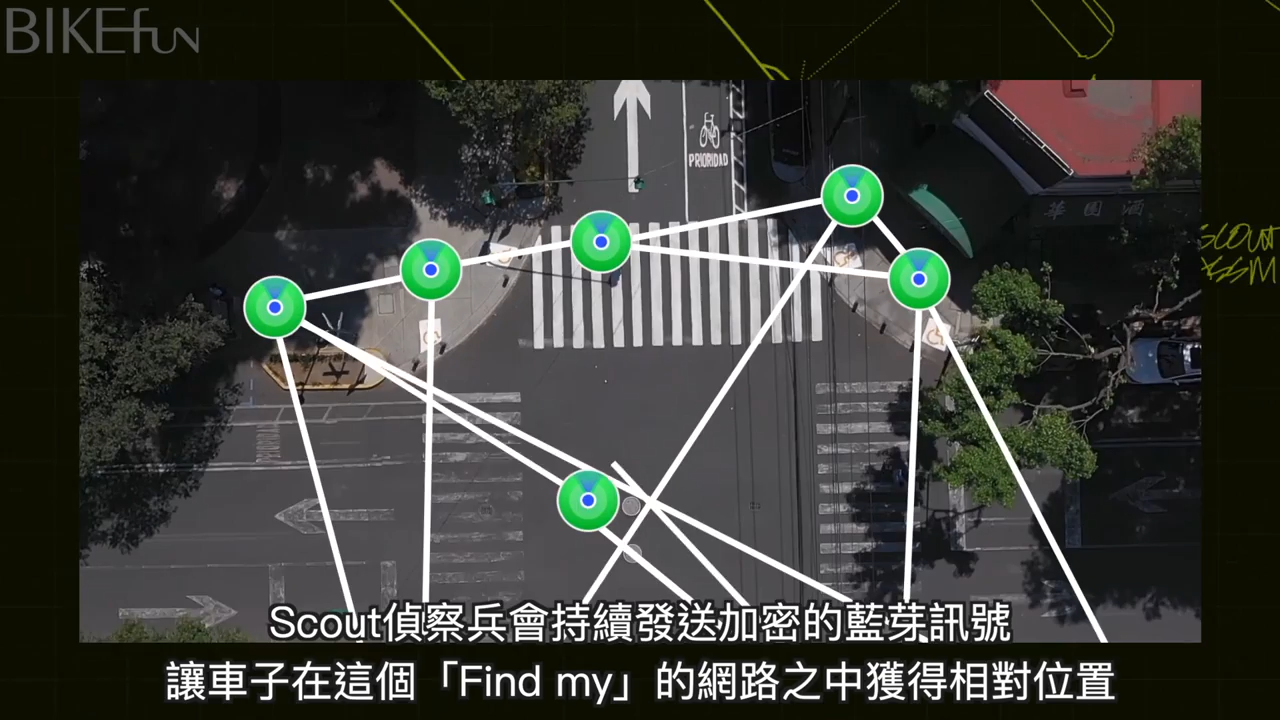 BIKEfun
PRIORIDAD
SCOUT
Scout偵察兵會持續發送加密的藍芽訊號
讓車子在這個「Find my」的網路之中獲得相對位置